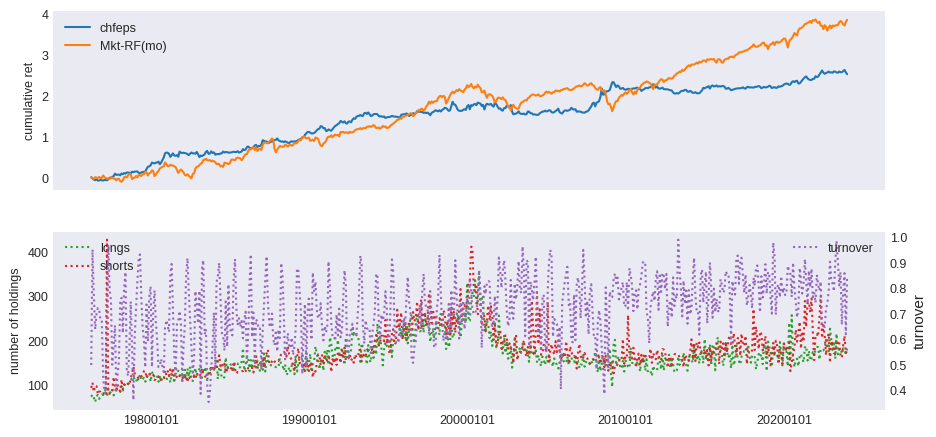 4
3
2
1
0
cumulative ret
chfeps
Mkt-RF(mo)
400
300
200
100
number of holdings
longs
shorts
turnover
1.0
0.9
0.8
0.7
0.6
0.5
0.4
turnover
19800101 19900101 20000101 20100101 20200101